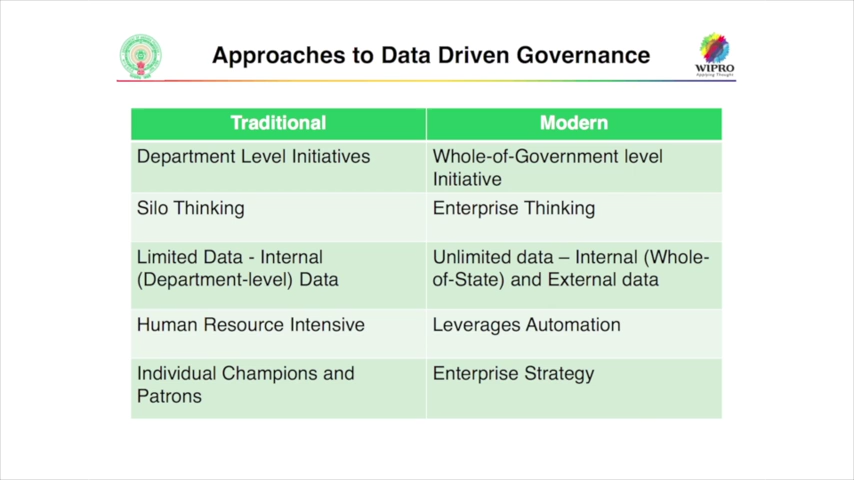 Approaches to Data Driven Governance
WIPRO
Applying Thought
Traditional
Modern
Department Level Initiatives
Whole-of-Government level
Initiative
Silo Thinking
Enterprise Thinking
Limited Data - Internal
(Department-level) Data
Unlimited data – Internal (Whole-
of-State) and External data
Human Resource Intensive
Leverages Automation
Individual Champions and
Patrons
Enterprise Strategy